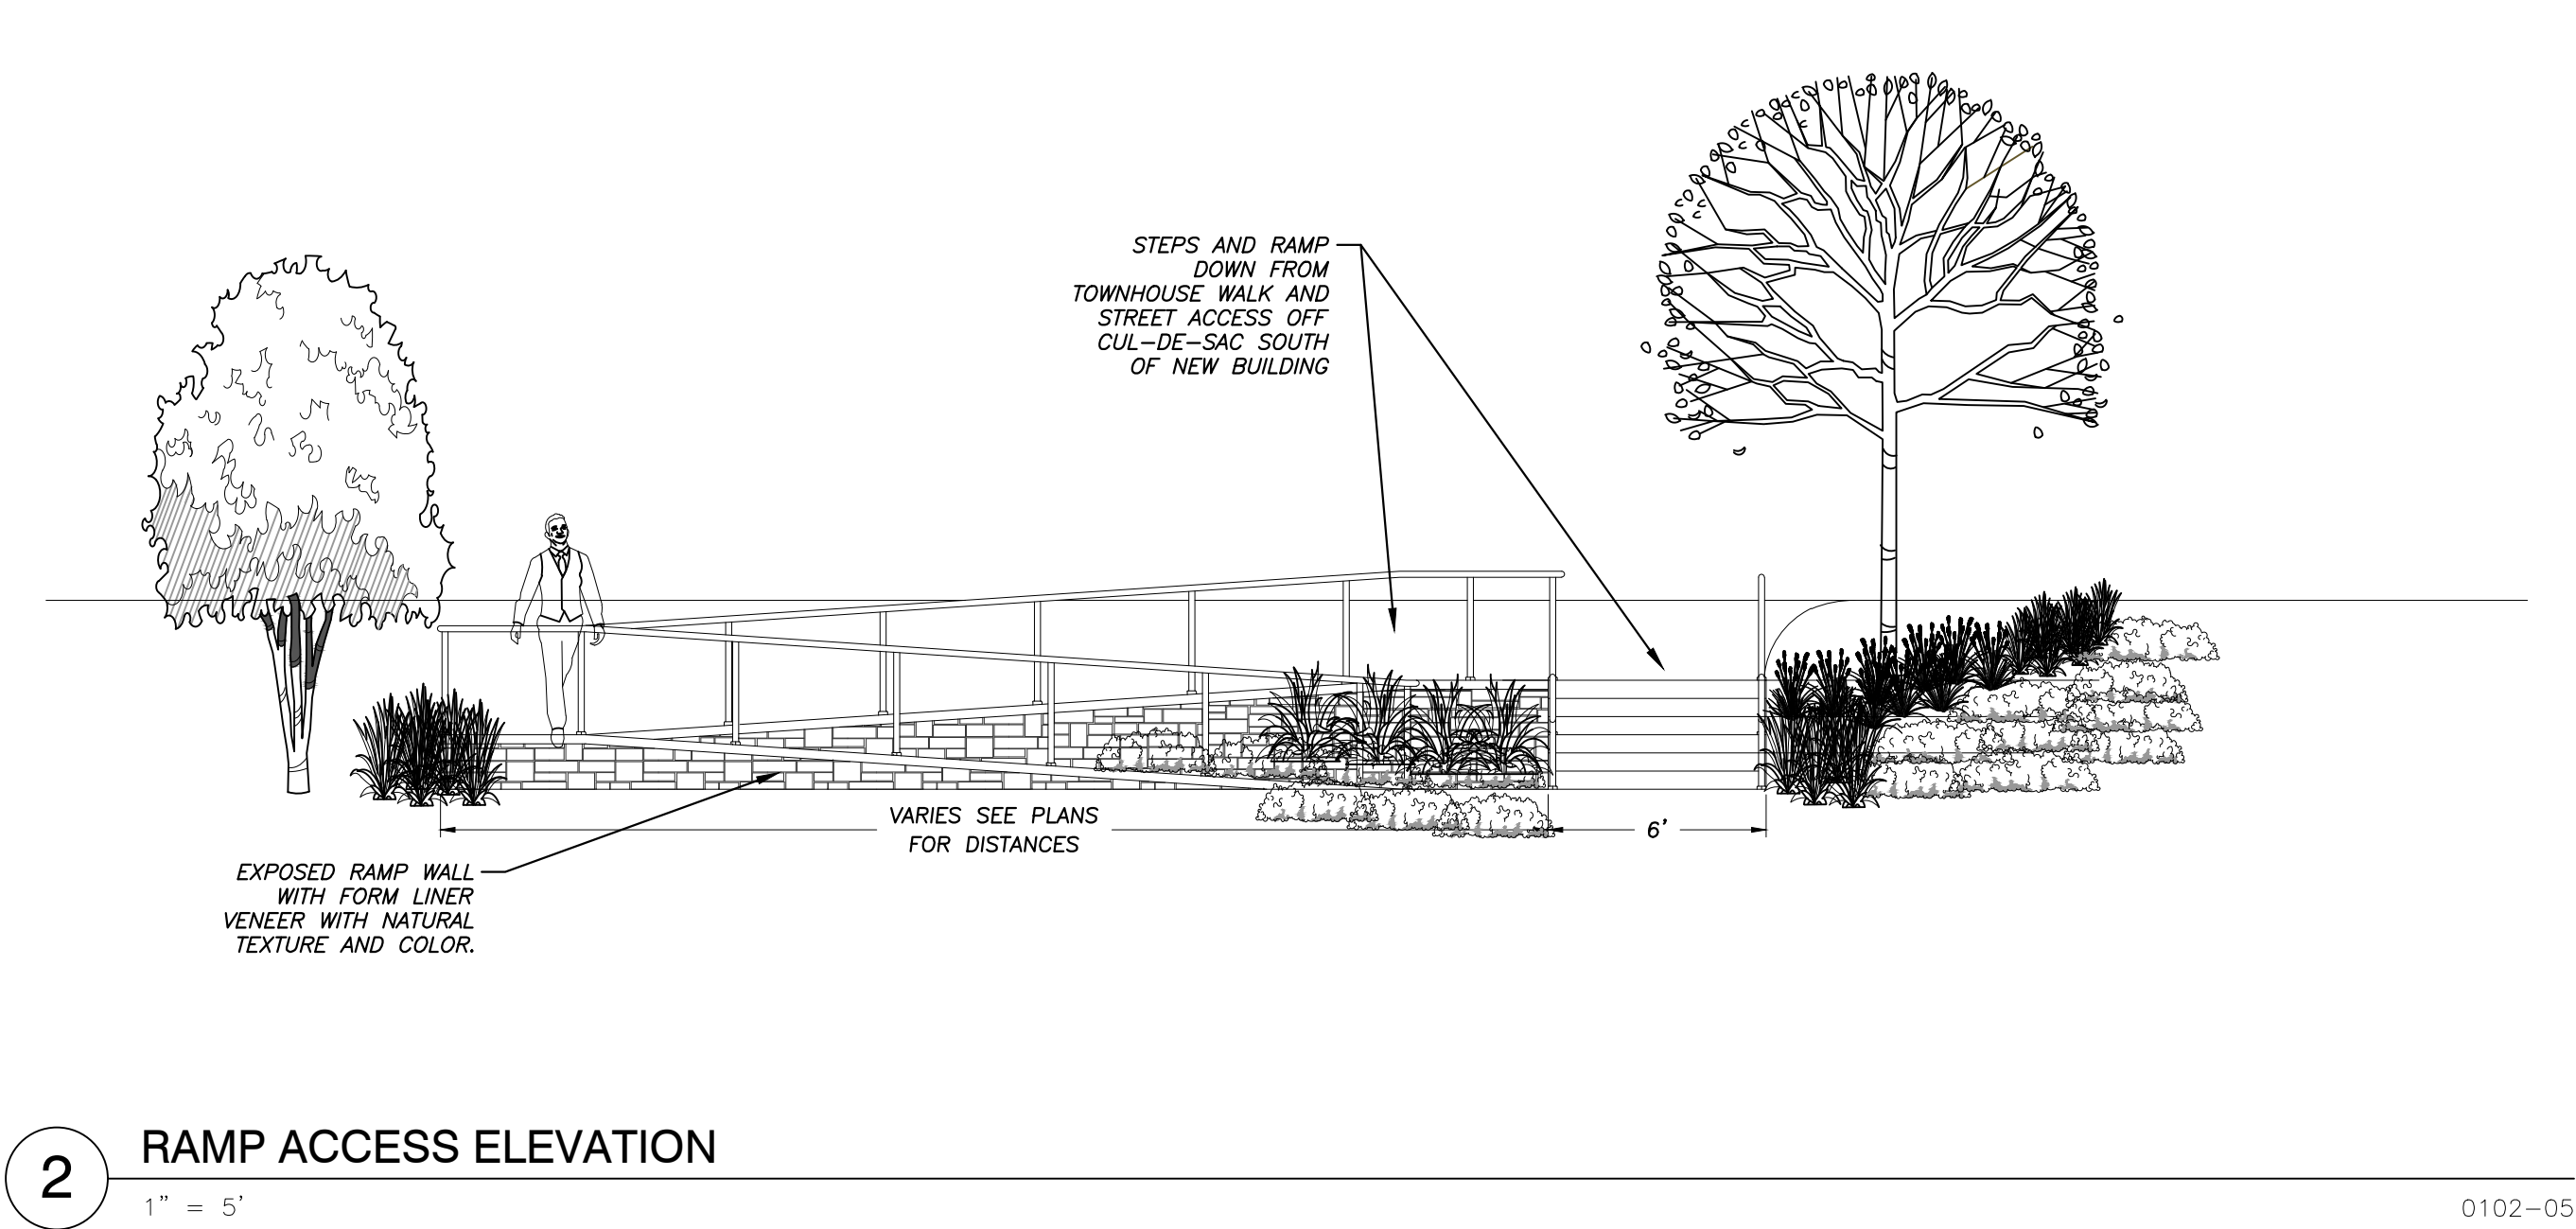 STEPS AND RAMP
DOWN FROM
TOWNHOUSE WALK AND
STREET ACCESS OFF
CUL-DE-SAC SOUTH
OF NEW BUILDING
VARIES SEE PLANS
FOR DISTANCES
6'
EXPOSED RAMP WALL
WITH FORM LINER
VENEER WITH NATURAL
TEXTURE AND COLOR.
2
RAMP ACCESS ELEVATION
1" = 5'
0102-05